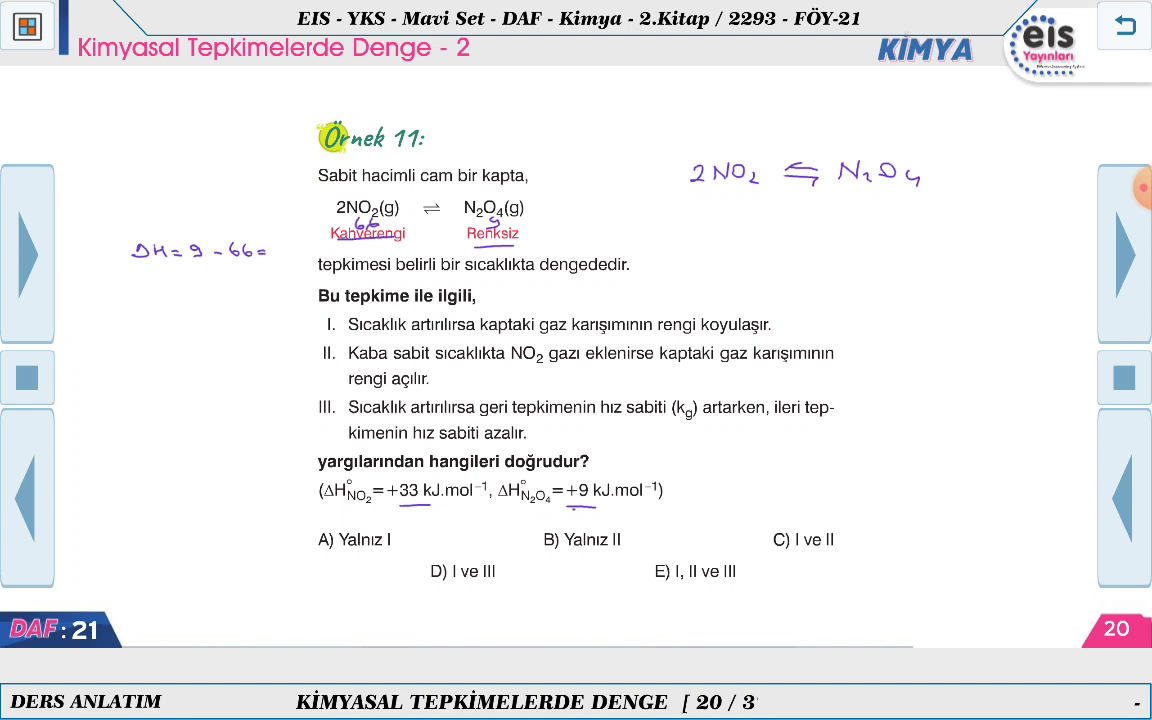 EIS - YKS - Mavi Set - DAF - Kimya - 2.Kitap / 2293 - FÖY-21
Kimyasal Tepkimelerde Denge - 2
KİMYA
eis
Yayınları
Örnek 11:
Sabit hacimli cam bir kapta,
2NO₂ ⇌ N₂O₄
2NO₂(g) ⇌ N₂O₄(g)
66 9
Kahverengi Renksiz
ΔH = 9 - 66 =
tepkimesi belirli bir sıcaklıkta dengededir.
Bu tepkime ile ilgili,
I. Sıcaklık artırılırsa kaptaki gaz karışımının rengi koyulaşır.
II. Kaba sabit sıcaklıkta NO₂ gazı eklenirse kaptaki gaz karışımının
rengi açılır.
III. Sıcaklık artırılırsa geri tepkimenin hız sabiti (kg) artarken, ileri tep-
kimenin hız sabiti azalır.
yargılarından hangileri doğrudur?
(ΔH°NO₂ = +33 kJ.mol⁻¹, ΔH°N₂O₄ = +9 kJ.mol⁻¹)
A) Yalnız I B) Yalnız II C) I ve II
D) I ve III E) I, II ve III
DAF : 21
20
DERS ANLATIM KİMYASAL TEPKİMELERDE DENGE [ 20 / 3 -